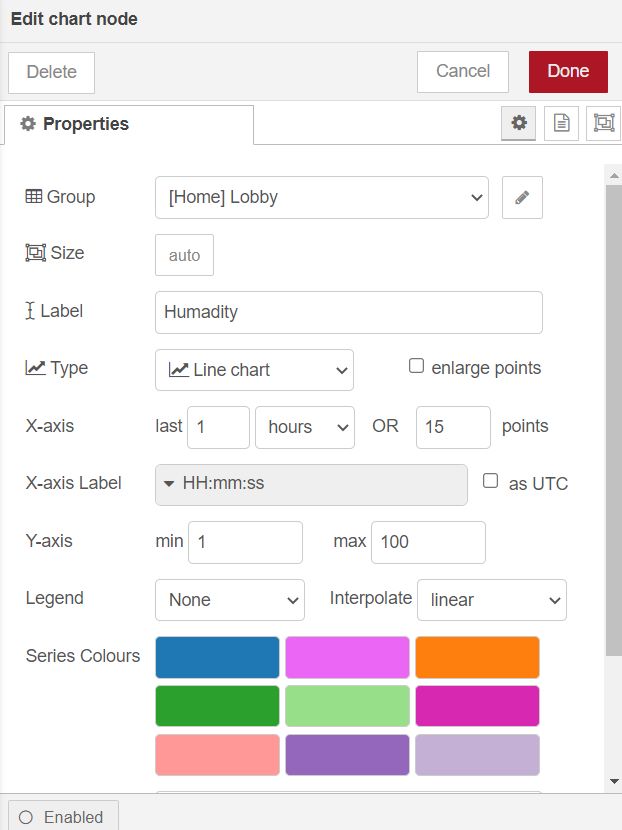 Edit chart node
Delete Cancel Done
Properties
Group [Home] Lobby
Size auto
Label Humadity
Type Line chart enlarge points
X-axis last 1 hours OR 15 points
X-axis Label HH:mm:ss as UTC
Y-axis min 1 max 100
Legend None Interpolate linear
Series Colours
Enabled